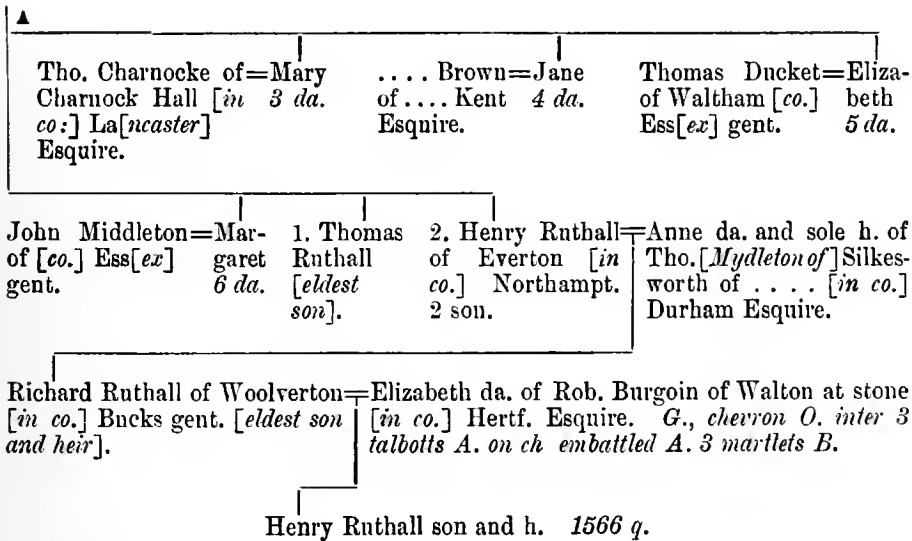 Tho. Charnocke of=Mary
Charnock Hall [in 3 da.
co:] La[ncaster]
Esquire.
.... Brown=Jane
of .... Kent 4 da.
Esquire.
Thomas Ducket=Eliza-
of Waltham [co.] beth
Ess[ex] gent. 5 da.
John Middleton=Mar-
of [co.] Ess[ex] garet
gent. 6 da.
1. Thomas
Ruthall
[eldest
son].
2. Henry Ruthall=Anne da. and sole h. of
of Everton [in Tho. [Mydleton of] Silkes-
co.] Northampt. worth of .... [in co.]
2 son. Durham Esquire.
Richard Ruthall of Woolverton=Elizabeth da. of Rob. Burgoin of Walton at stone
[in co.] Bucks gent. [eldest son [in co.] Hertf. Esquire. G., chevron O. inter 3
and heir]. talbotts A. on ch embattled A. 3 martlets B.
Henry Ruthall son and h. 1566 q.